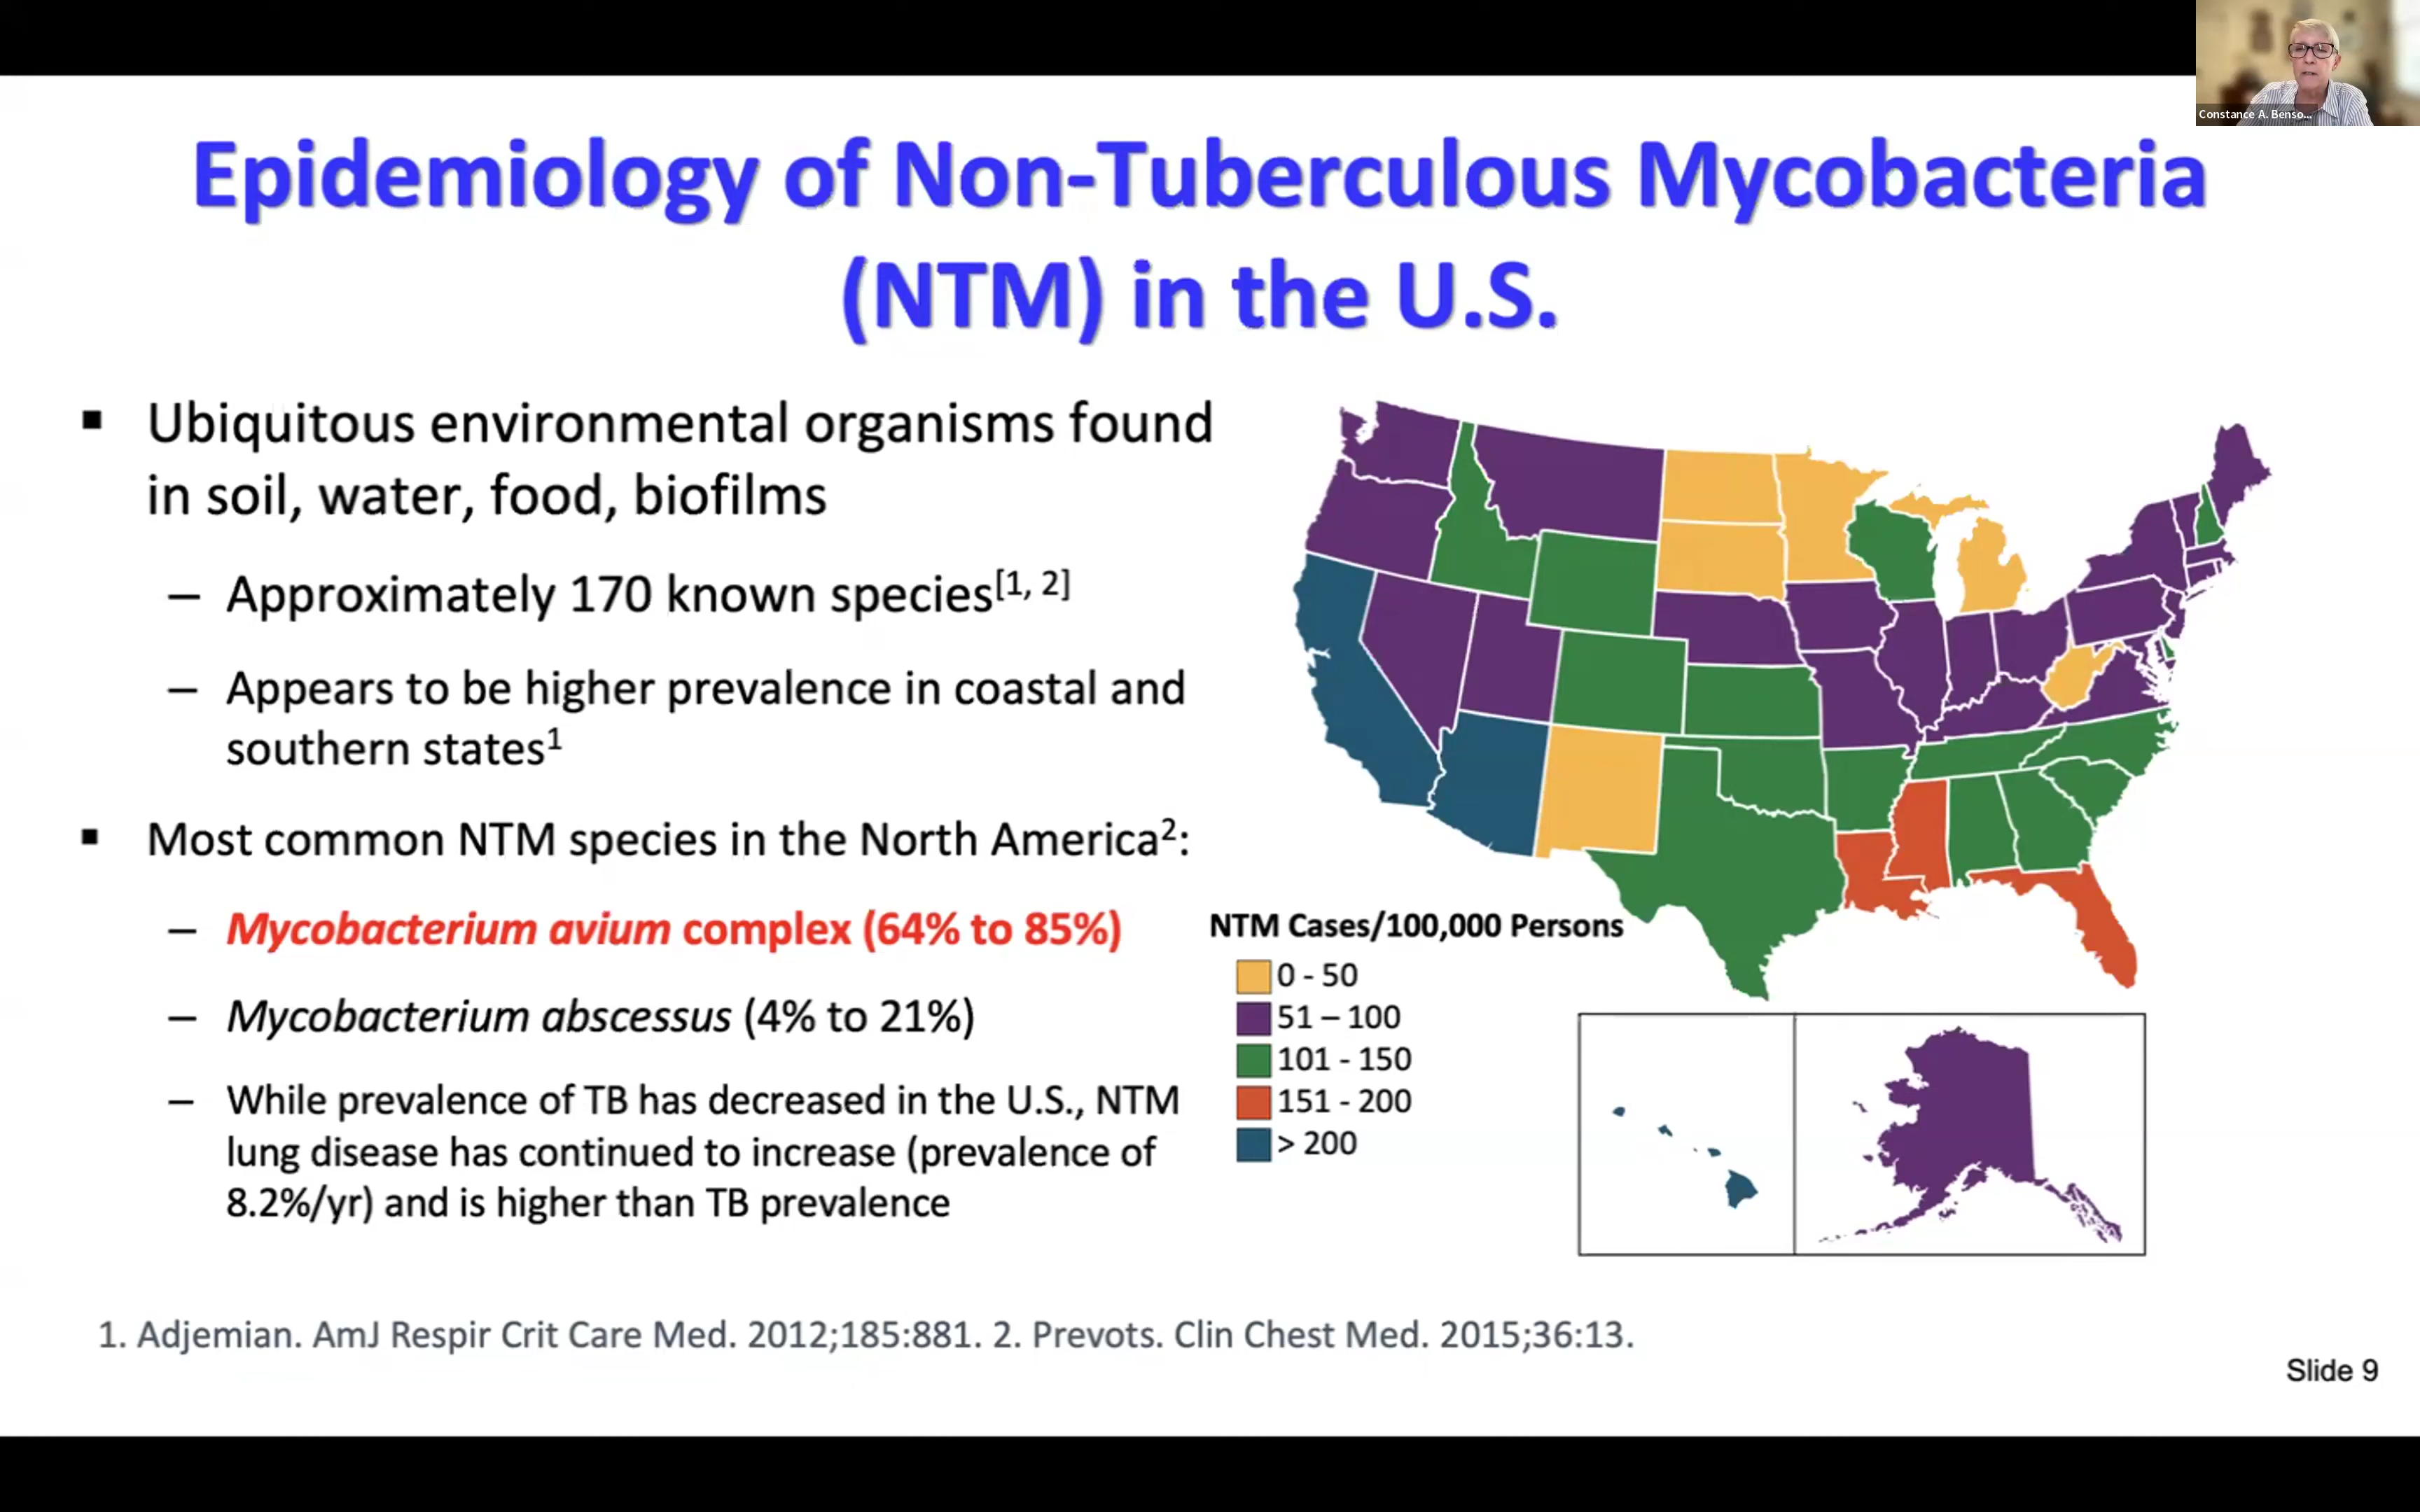 Constance A. Benso...
Epidemiology of Non-Tuberculous Mycobacteria
(NTM) in the U.S.
▪ Ubiquitous environmental organisms found
in soil, water, food, biofilms
– Approximately 170 known species[1, 2]
– Appears to be higher prevalence in coastal and
southern states1
▪ Most common NTM species in the North America2:
– Mycobacterium avium complex (64% to 85%)
– Mycobacterium abscessus (4% to 21%)
– While prevalence of TB has decreased in the U.S., NTM
lung disease has continued to increase (prevalence of
8.2%/yr) and is higher than TB prevalence
NTM Cases/100,000 Persons
0 - 50
51 – 100
101 - 150
151 - 200
> 200
1. Adjemian. AmJ Respir Crit Care Med. 2012;185:881. 2. Prevots. Clin Chest Med. 2015;36:13.
Slide 9